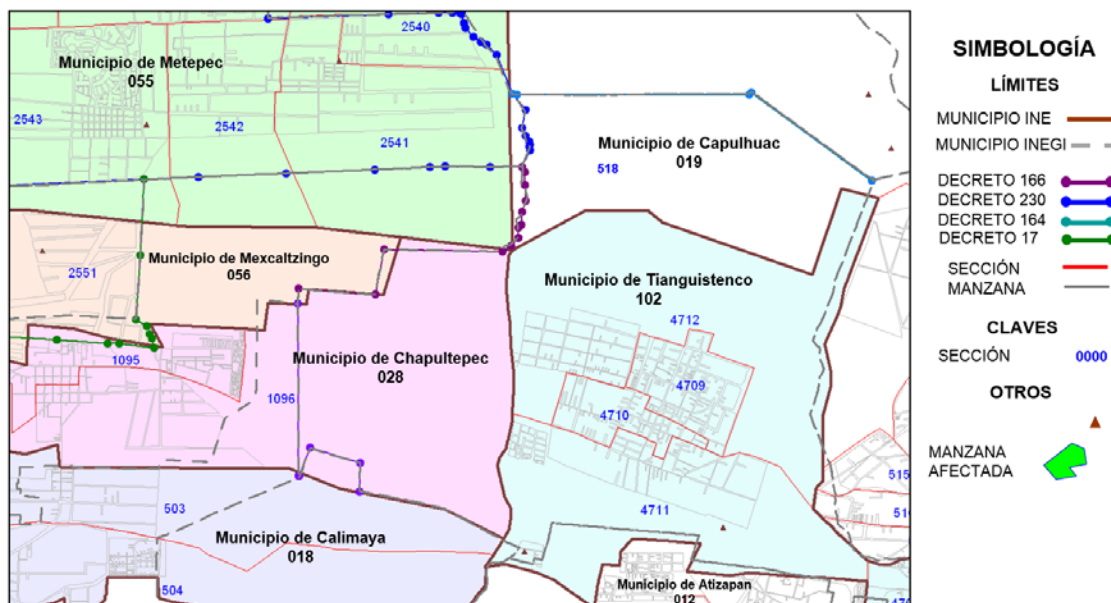 2540
Municipio de Metepec
055
2543
2542
2541
Municipio de Capulhuac
019
518
2551
Municipio de Mexcaltzingo
056
Municipio de Tianguistenco
102
4712
1095
Municipio de Chapultepec
028
4709
1096
4710
515
503
4711
Municipio de Calimaya
018
504
Municipio de Atizapan
012
SIMBOLOGÍA
LÍMITES
MUNICIPIO INE
MUNICIPIO INEGI
DECRETO 166
DECRETO 230
DECRETO 164
DECRETO 17
SECCIÓN
MANZANA
CLAVES
SECCIÓN 0000
OTROS
MANZANA
AFECTADA